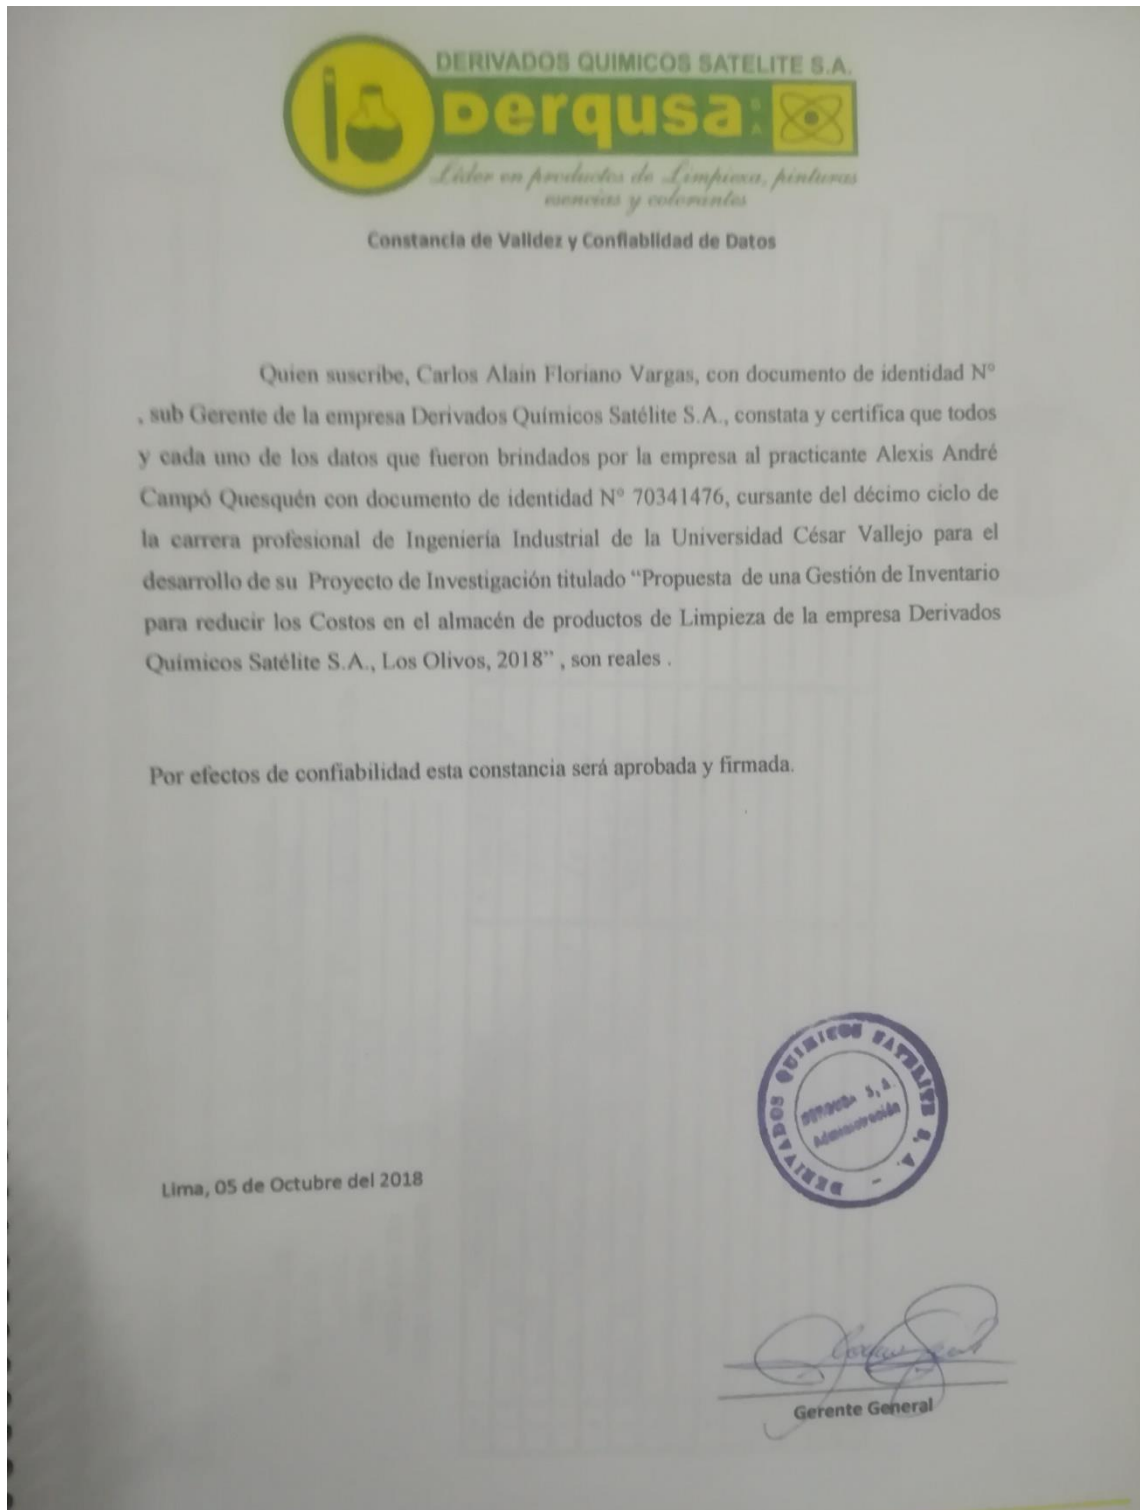 DERIVADOS QUIMICOS SATELITE S.A.
Derqusa S A
Líder en productos de Limpieza, pinturas
esencias y colorantes
Constancia de Validez y Confiablidad de Datos
Quien suscribe, Carlos Alain Floriano Vargas, con documento de identidad N°
, sub Gerente de la empresa Derivados Químicos Satélite S.A., constata y certifica que todos
y cada uno de los datos que fueron brindados por la empresa al practicante Alexis André
Campó Quesquén con documento de identidad N° 70341476, cursante del décimo ciclo de
la carrera profesional de Ingeniería Industrial de la Universidad César Vallejo para el
desarrollo de su Proyecto de Investigación titulado “Propuesta de una Gestión de Inventario
para reducir los Costos en el almacén de productos de Limpieza de la empresa Derivados
Químicos Satélite S.A., Los Olivos, 2018” , son reales .
Por efectos de confiabilidad esta constancia será aprobada y firmada.
DERIVADOS QUIMICOS SATELITE S. A. -
DERQUSA S, A.
Administración
Lima, 05 de Octubre del 2018
Gerente General